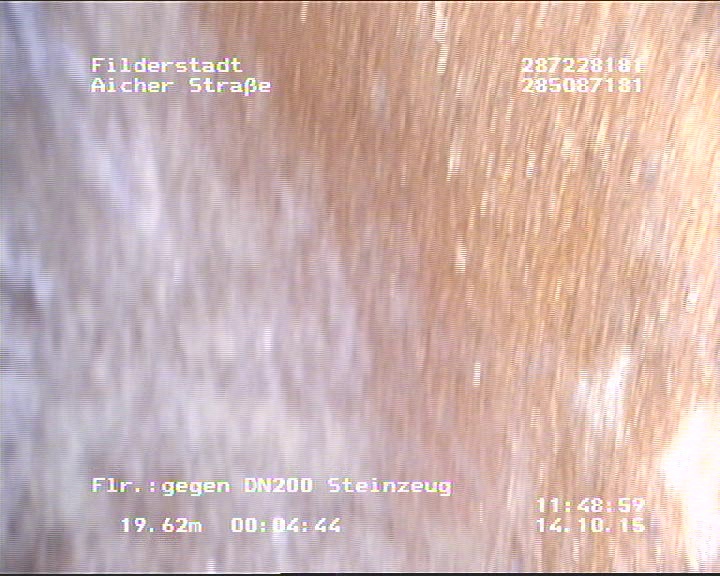 Filderstadt 287228181
Aicher Straße 285087181
Flr.:gegen DN200 Steinzeug
11:48:59
19.62m 00:04:44 14.10.15